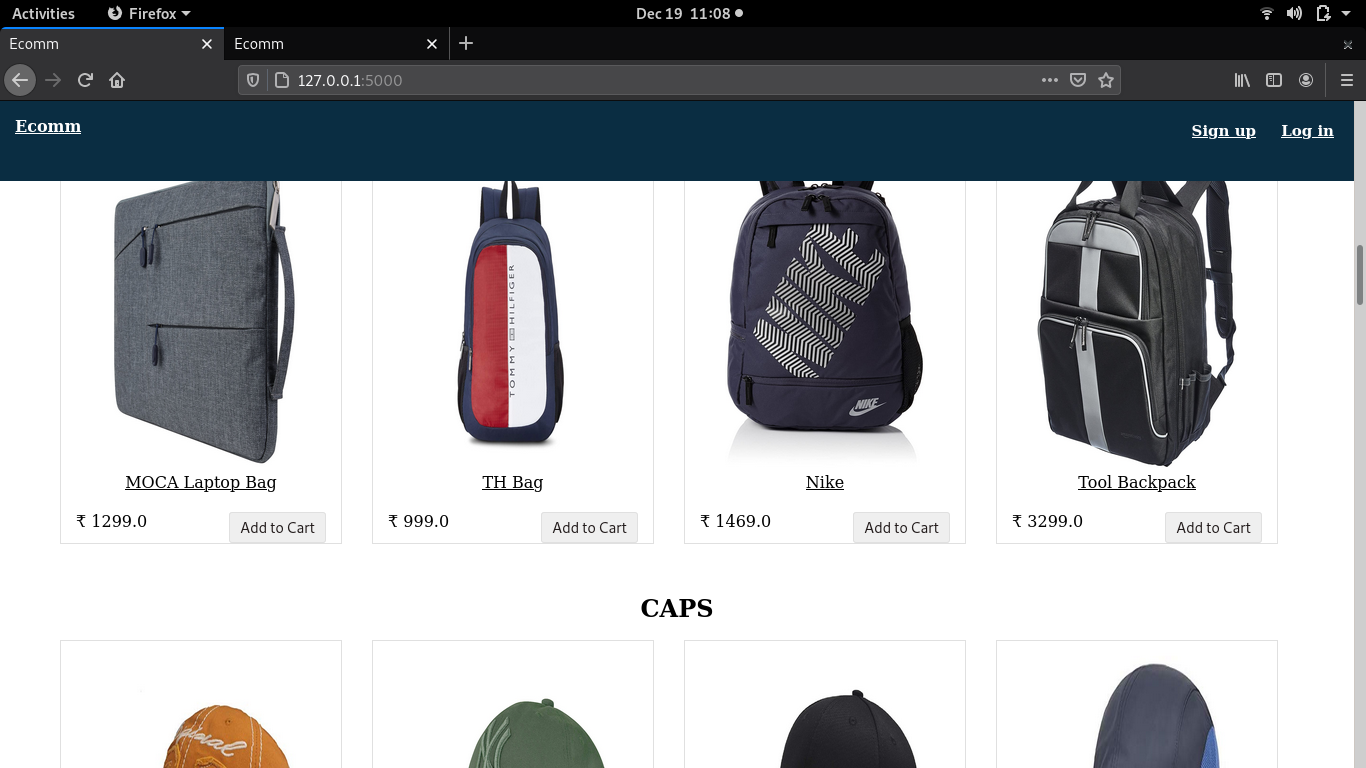 Activities Firefox Dec 19 11:08
Ecomm Ecomm
127.0.0.1:5000
Ecomm Sign up Log in
TOMMY HILFIGER
NIKE
MOCA Laptop Bag TH Bag Nike Tool Backpack
₹ 1299.0 Add to Cart ₹ 999.0 Add to Cart ₹ 1469.0 Add to Cart ₹ 3299.0 Add to Cart
CAPS